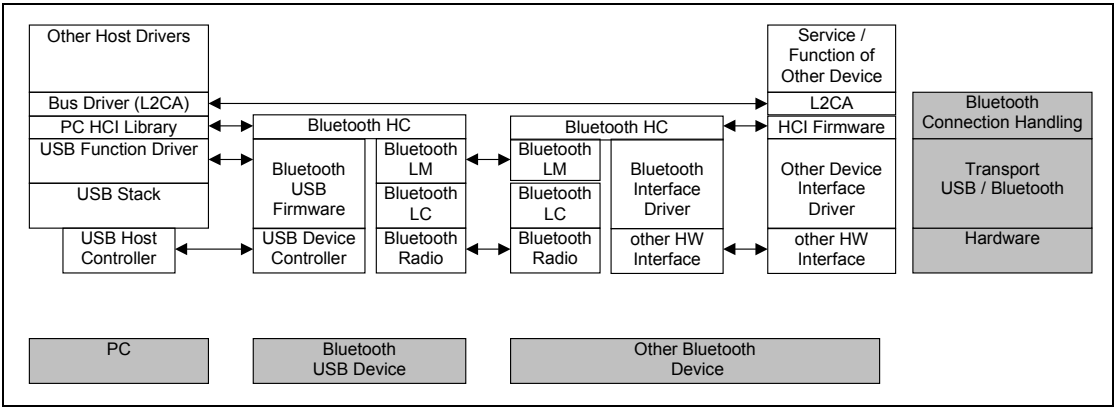 Other Host Drivers
Bus Driver (L2CA)
PC HCI Library
USB Function Driver
USB Stack
USB Host
Controller
Bluetooth HC
Bluetooth
USB
Firmware
USB Device
Controller
Bluetooth
LM
Bluetooth
LC
Bluetooth
Radio
Bluetooth HC
Bluetooth
LM
Bluetooth
LC
Bluetooth
Radio
Bluetooth
Interface
Driver
other HW
Interface
Service /
Function of
Other Device
L2CA
HCI Firmware
Other Device
Interface
Driver
other HW
Interface
Bluetooth
Connection Handling
Transport
USB / Bluetooth
Hardware
PC
Bluetooth
USB Device
Other Bluetooth
Device